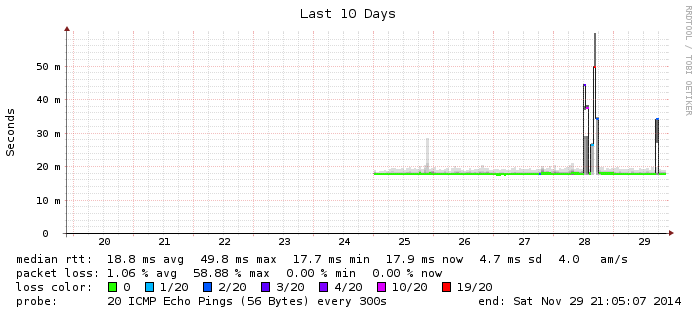 Last 10 Days
RRDTOOL / TOBI OETIKER
Seconds
50 m
40 m
30 m
20 m
10 m
0
20 21 22 23 24 25 26 27 28 29
median rtt: 18.8 ms avg 49.8 ms max 17.7 ms min 17.9 ms now 4.7 ms sd 4.0 am/s
packet loss: 1.06 % avg 58.88 % max 0.00 % min 0.00 % now
loss color: 0 1/20 2/20 3/20 4/20 10/20 19/20
probe: 20 ICMP Echo Pings (56 Bytes) every 300s end: Sat Nov 29 21:05:07 2014